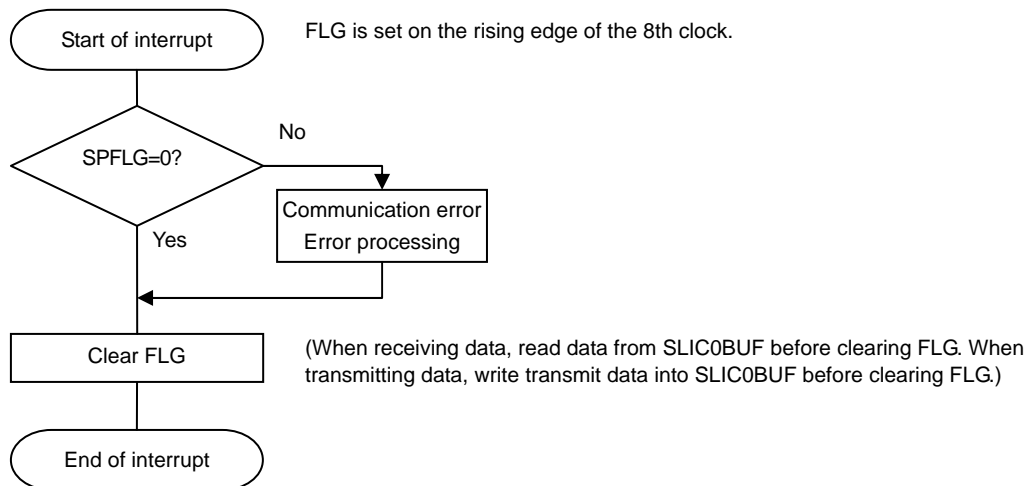 Start of interrupt
FLG is set on the rising edge of the 8th clock.
No
SPFLG=0?
Communication error
Error processing
Yes
Clear FLG
(When receiving data, read data from SLIC0BUF before clearing FLG. When
transmitting data, write transmit data into SLIC0BUF before clearing FLG.)
End of interrupt